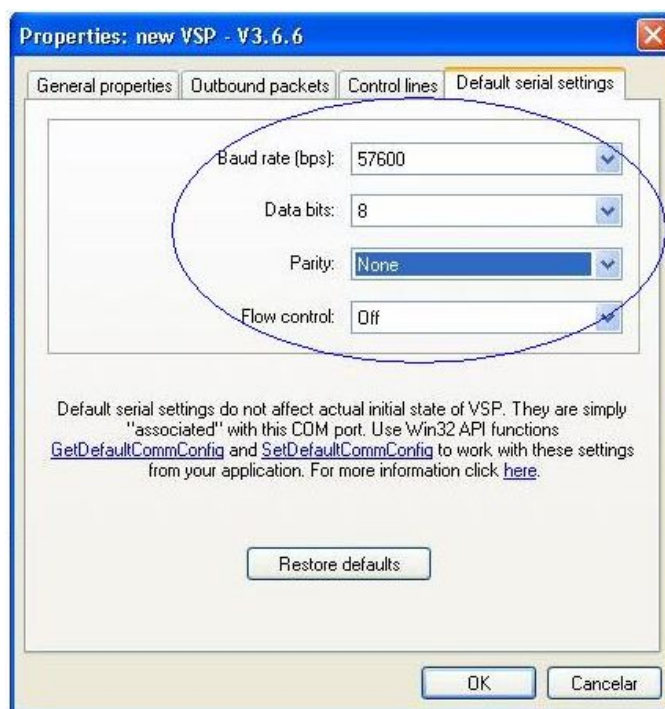 Properties: new VSP - V3.6.6
General properties
Outbound packets
Control lines
Default serial settings
Baud rate (bps): 57600
Data bits: 8
Parity: None
Flow control: Off
Default serial settings do not affect actual initial state of VSP. They are simply
"associated" with this COM port. Use Win32 API functions
GetDefaultCommConfig and SetDefaultCommConfig to work with these settings
from your application. For more information click here.
Restore defaults
OK
Cancelar